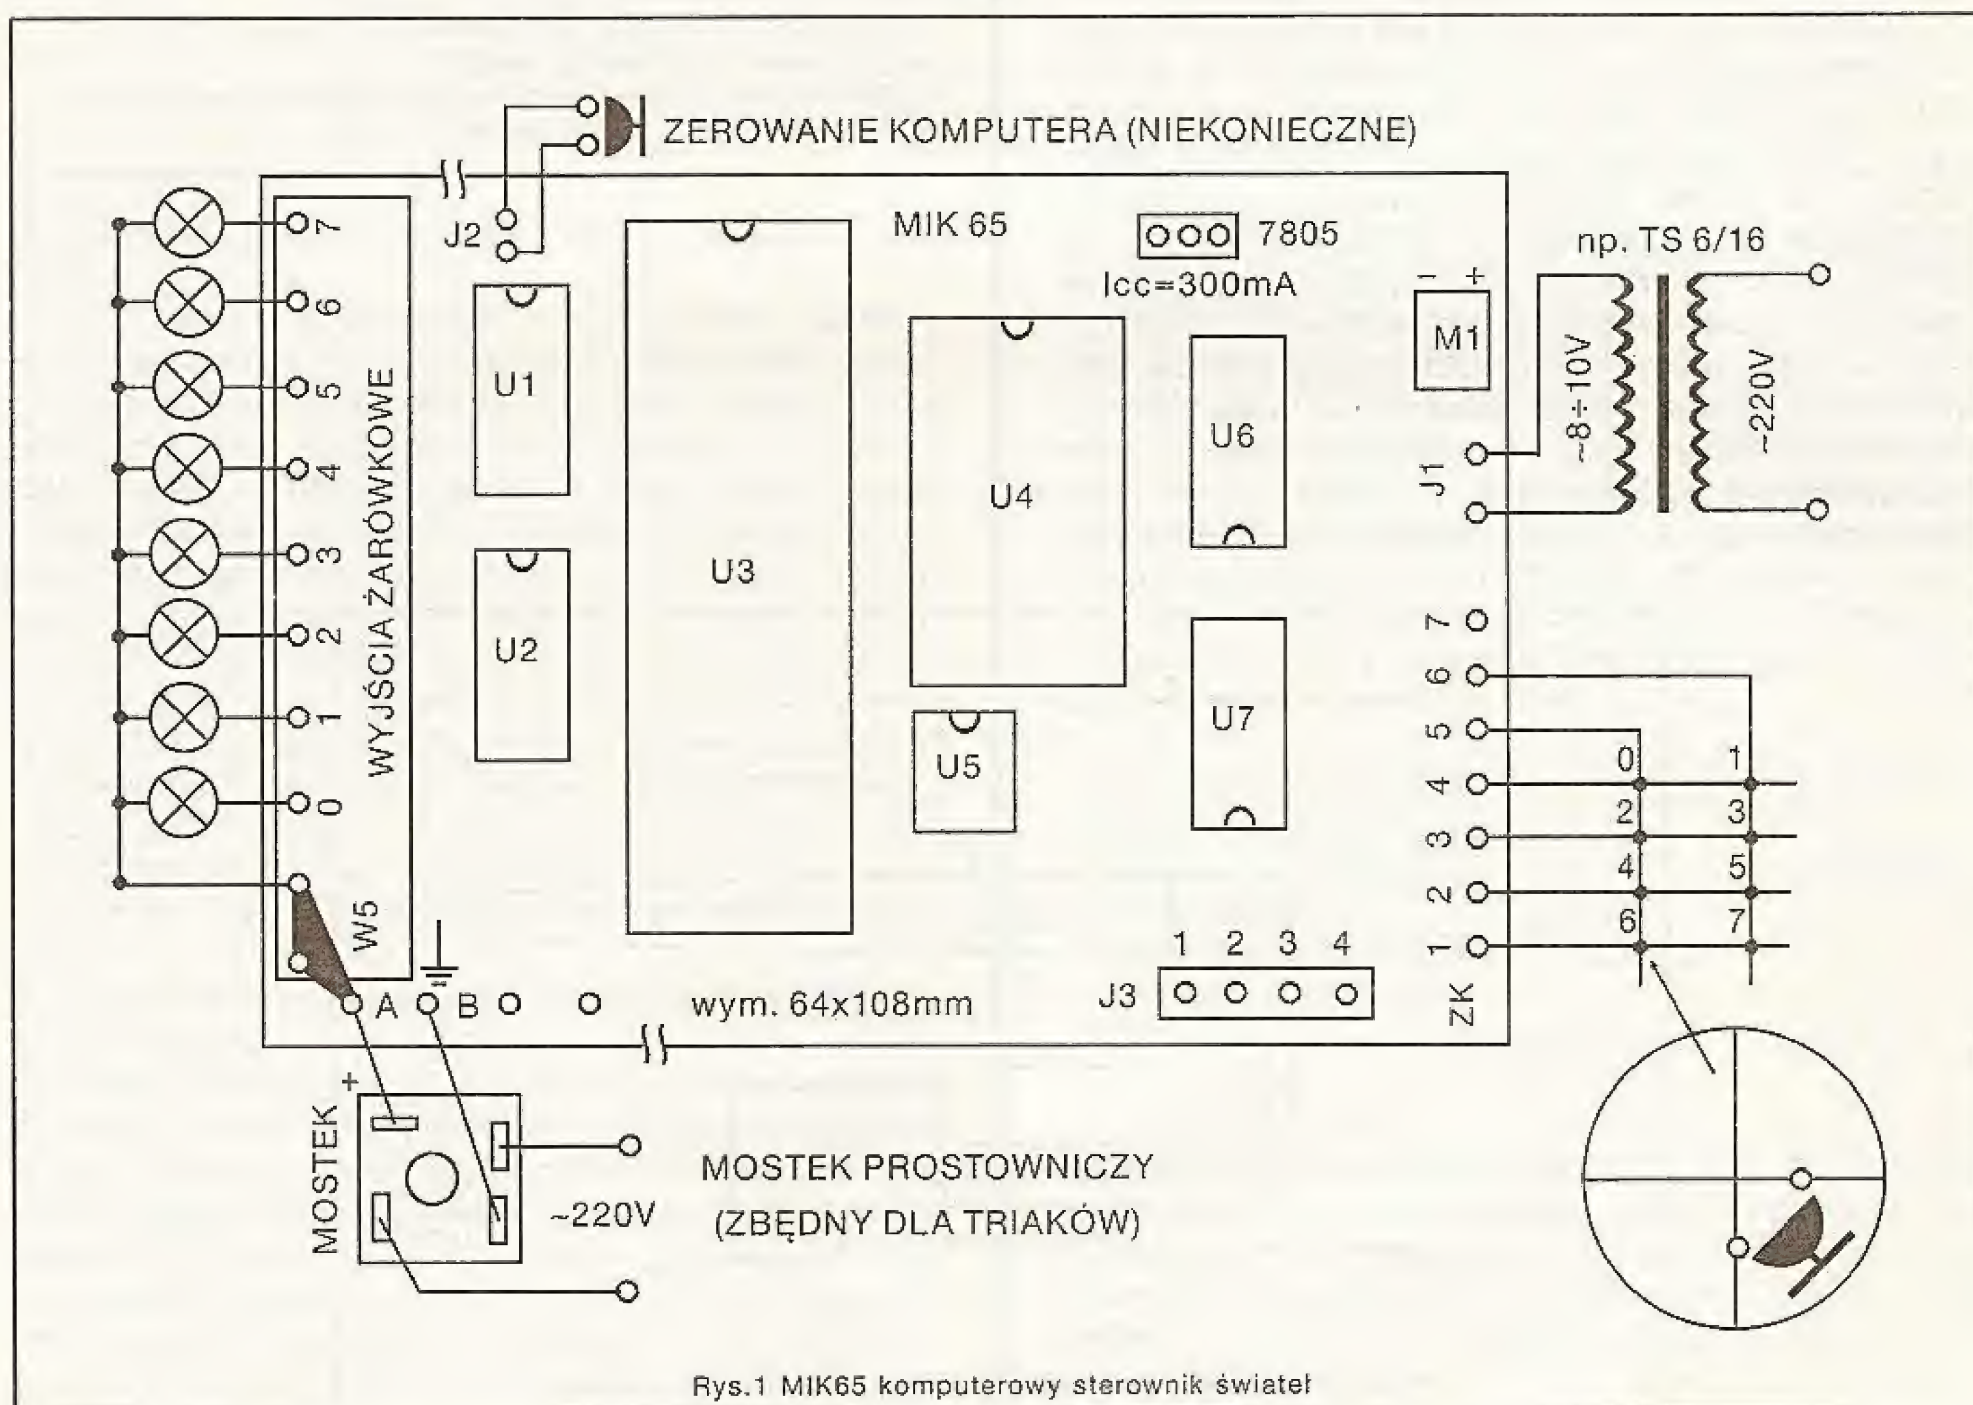 ZEROWANIE KOMPUTERA (NIEKONIECZNE)
J2
MIK 65
7805
Icc=300mA
np. TS 6/16
- +
M1
~8÷10V
~220V
J1
7
6
5
4
3
2
1
0
WYJŚCIA ŻARÓWKOWE
W5
U1
U2
U3
U4
U5
U6
U7
7
6
5
4
3
2
1
ZK
0 1
2 3
4 5
6 7
1 2 3 4
J3
A B
wym. 64x108mm
+
MOSTEK
~220V
MOSTEK PROSTOWNICZY
(ZBĘDNY DLA TRIAKÓW)
Rys.1 MIK65 komputerowy sterownik świateł